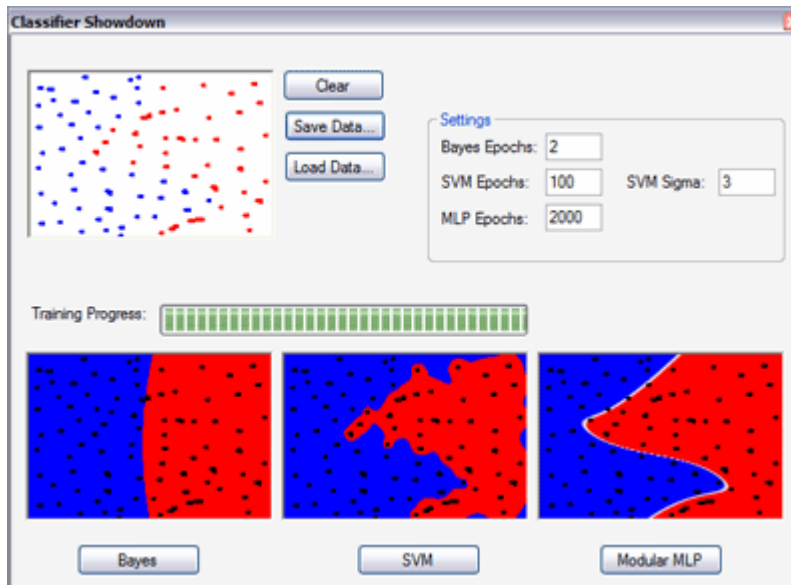 Classifier Showdown
Clear
Save Data...
Load Data...
Settings
Bayes Epochs: 2
SVM Epochs: 100 SVM Sigma: 3
MLP Epochs: 2000
Training Progress:
Bayes
SVM
Modular MLP